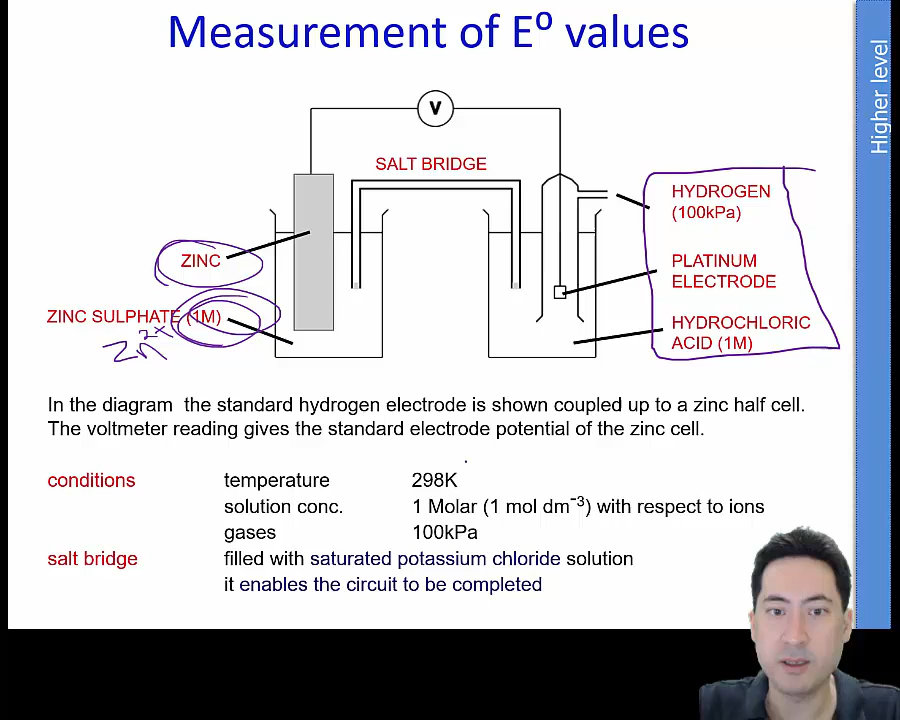 Measurement of Eº values
Higher level
V
SALT BRIDGE
HYDROGEN
(100kPa)
ZINC
PLATINUM
ELECTRODE
ZINC SULPHATE (1M)
Zn²⁺
HYDROCHLORIC
ACID (1M)
In the diagram the standard hydrogen electrode is shown coupled up to a zinc half cell.
The voltmeter reading gives the standard electrode potential of the zinc cell.
conditions temperature 298K
solution conc. 1 Molar (1 mol dm⁻³) with respect to ions
gases 100kPa
salt bridge filled with saturated potassium chloride solution
it enables the circuit to be completed